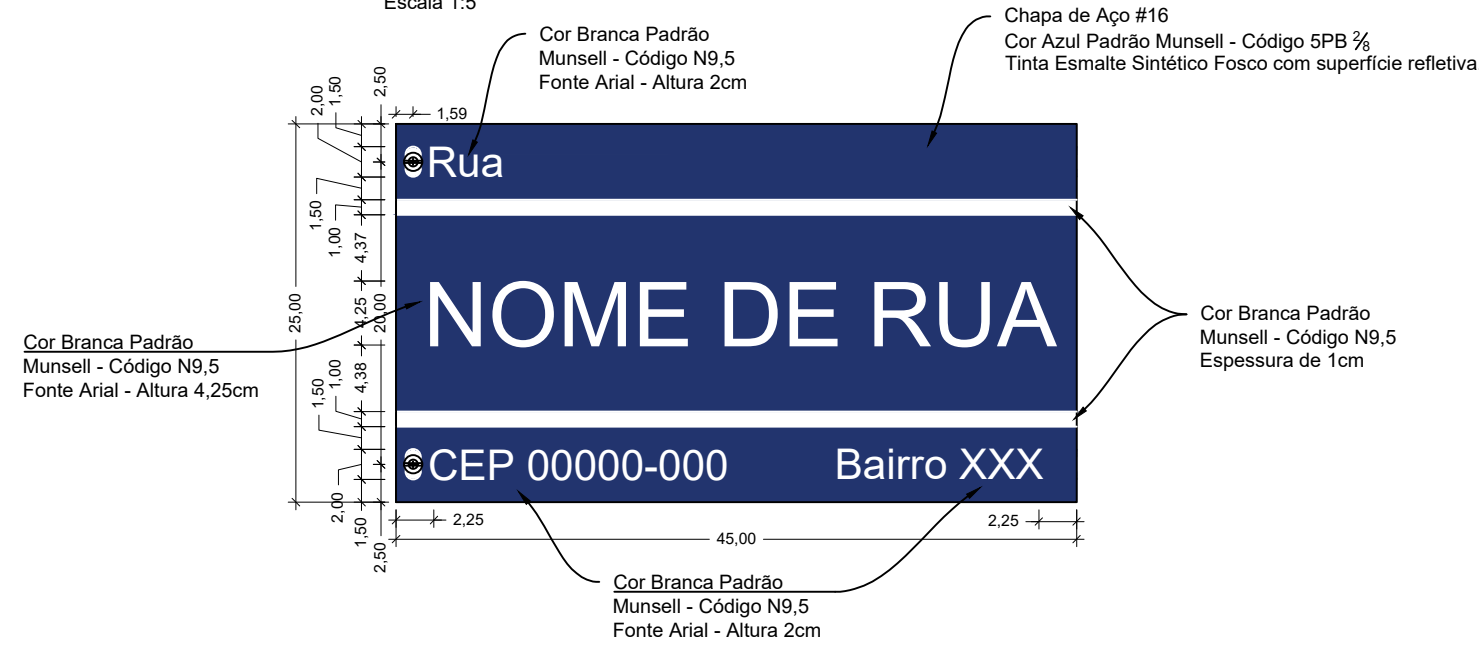 Escala 1:5
Cor Branca Padrão
Munsell - Código N9,5
Fonte Arial - Altura 2cm
Chapa de Aço #16
Cor Azul Padrão Munsell - Código 5PB 2/8
Tinta Esmalte Sintético Fosco com superfície refletiva
2,00
1,50
2,50
1,59
Rua
1,50
1,00
4,37
25,00
4,25
20,00
NOME DE RUA
Cor Branca Padrão
Munsell - Código N9,5
Fonte Arial - Altura 4,25cm
Cor Branca Padrão
Munsell - Código N9,5
Espessura de 1cm
1,50
1,00
4,38
CEP 00000-000
Bairro XXX
2,00
1,50
2,50
2,25
2,25
45,00
Cor Branca Padrão
Munsell - Código N9,5
Fonte Arial - Altura 2cm